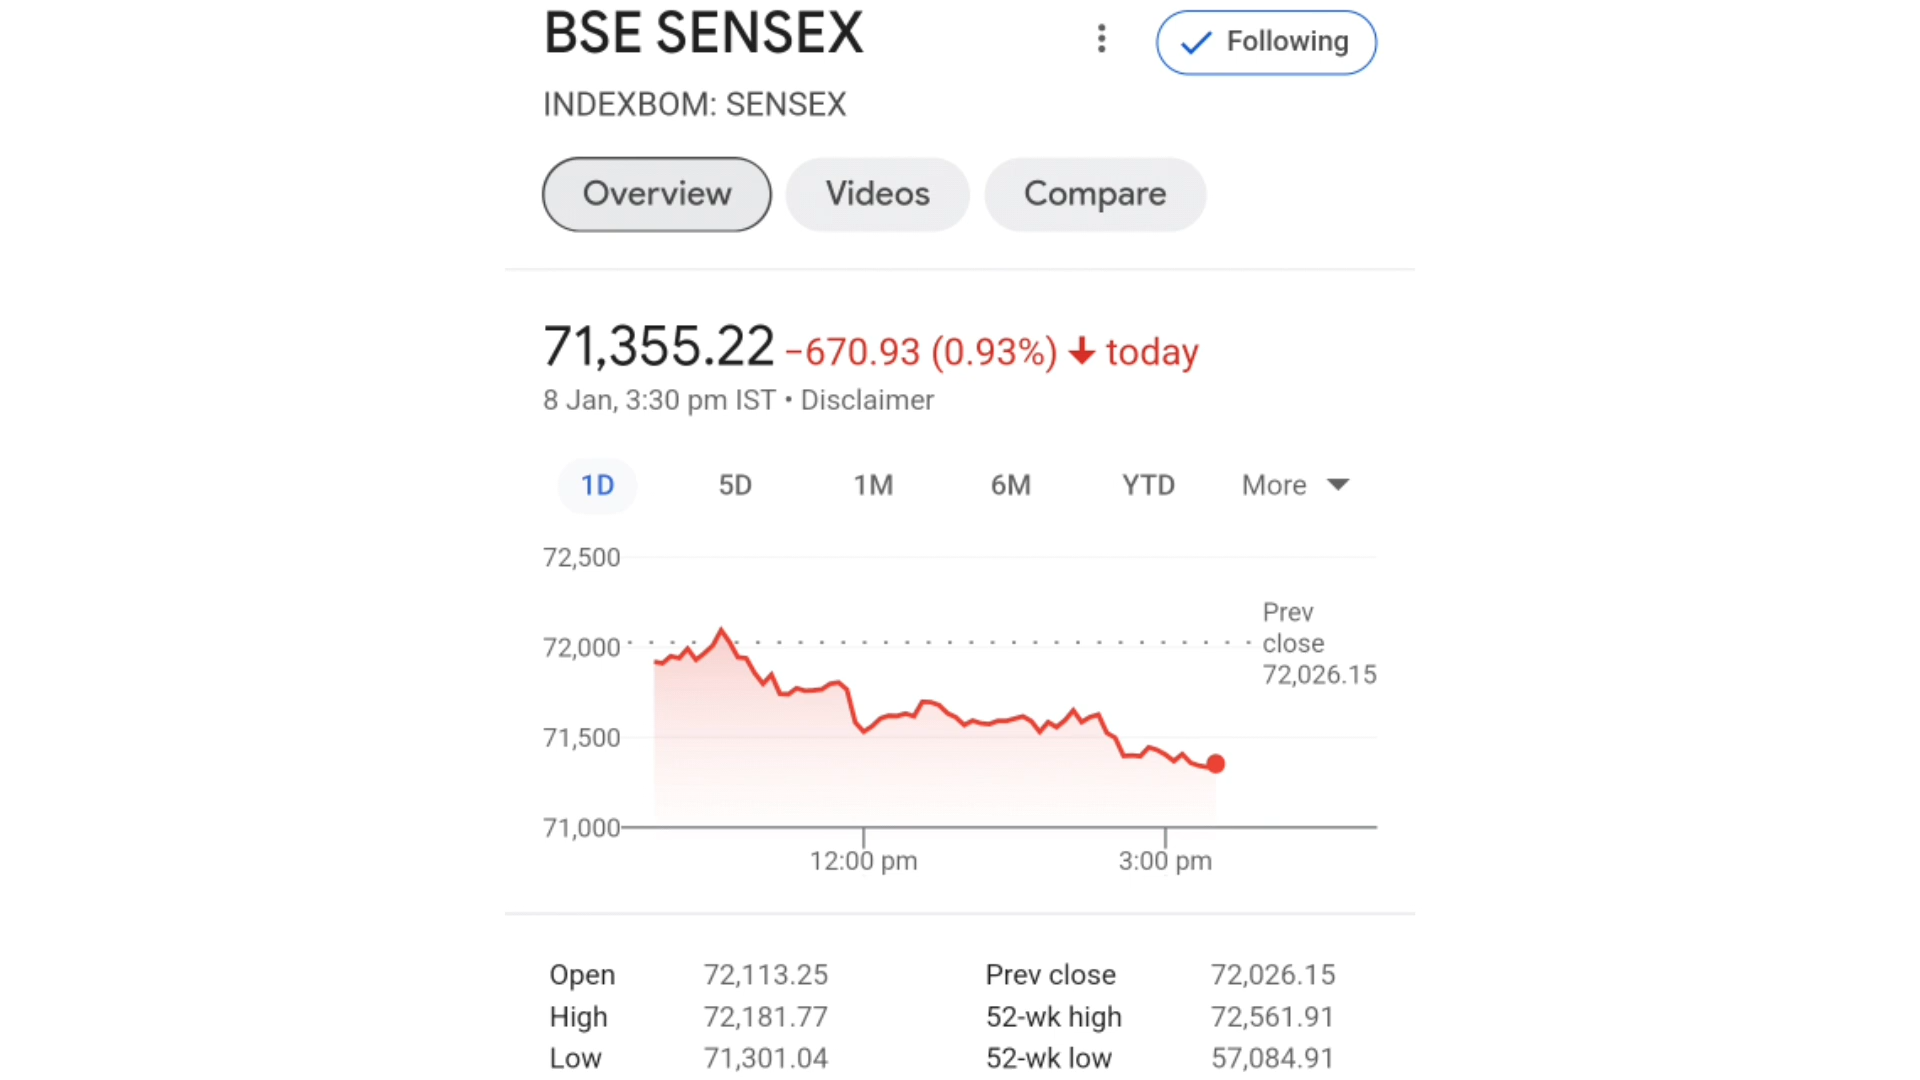 BSE SENSEX
Following
INDEXBOM: SENSEX
Overview Videos Compare
71,355.22 −670.93 (0.93%) today
8 Jan, 3:30 pm IST • Disclaimer
1D 5D 1M 6M YTD More
72,500
72,000
71,500
71,000
Prev
close
72,026.15
12:00 pm 3:00 pm
Open 72,113.25 Prev close 72,026.15
High 72,181.77 52-wk high 72,561.91
Low 71,301.04 52-wk low 57,084.91